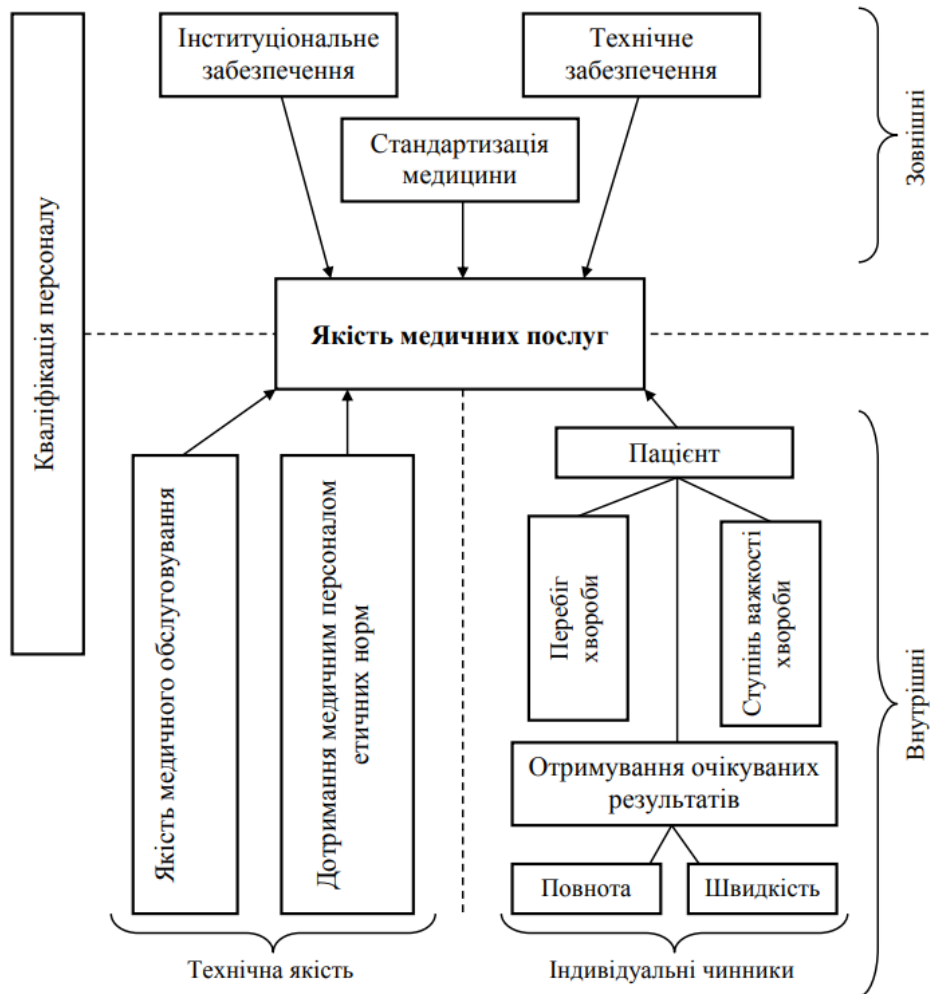 Інституціональне
забезпечення
Технічне
забезпечення
Зовнішні
Стандартизація
медицини
Кваліфікація персоналу
Якість медичних послуг
Пацієнт
Якість медичного обслуговування
Дотримання медичним персоналом
етичних норм
Перебіг
хвороби
Ступінь важкості
хвороби
Внутрішні
Отримування очікуваних
результатів
Повнота
Швидкість
Технічна якість
Індивідуальні чинники